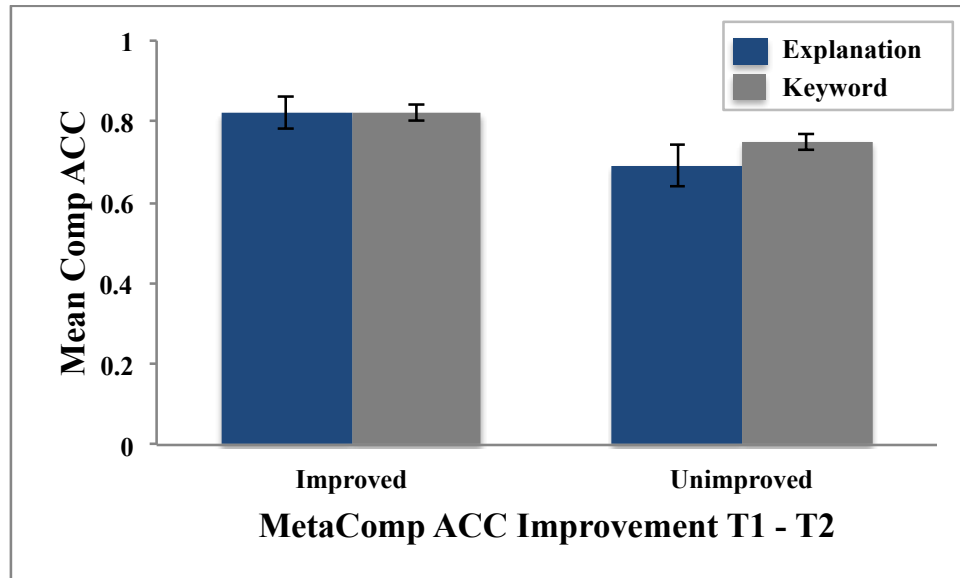 Explanation
Keyword
Mean Comp ACC
1
0.8
0.6
0.4
0.2
0
Improved Unimproved
MetaComp ACC Improvement T1 - T2